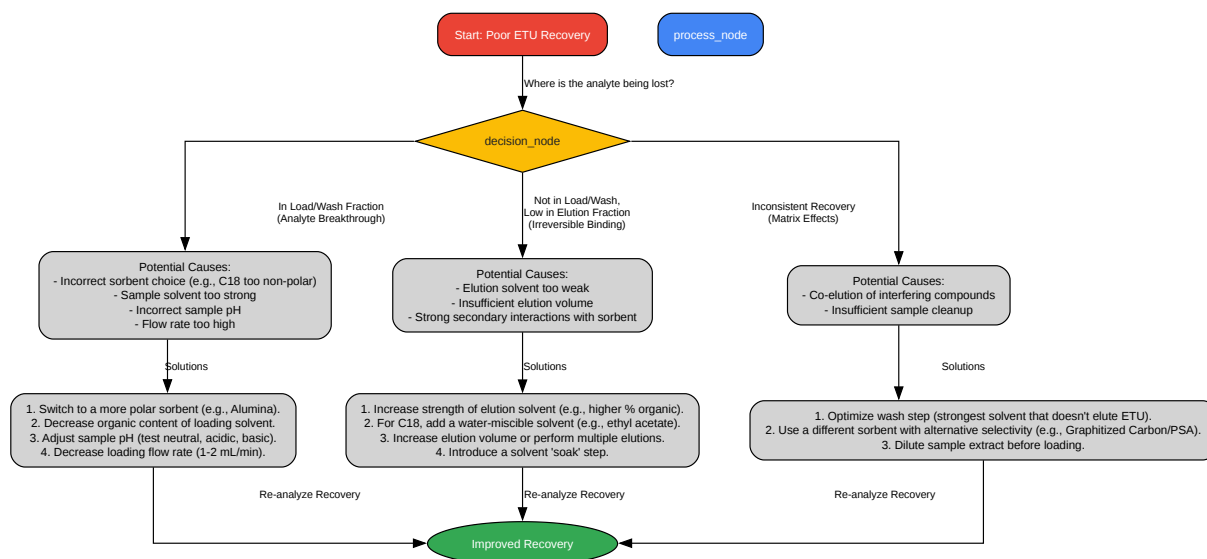 Start: Poor ETU Recovery
process_node
Where is the analyte being lost?
decision_node
In Load/Wash Fraction
(Analyte Breakthrough)
Not in Load/Wash,
Low in Elution Fraction
(Irreversible Binding)
Inconsistent Recovery
(Matrix Effects)
Potential Causes:
- Incorrect sorbent choice (e.g., C18 too non-polar)
- Sample solvent too strong
- Incorrect sample pH
- Flow rate too high
Potential Causes:
- Elution solvent too weak
- Insufficient elution volume
- Strong secondary interactions with sorbent
Potential Causes:
- Co-elution of interfering compounds
- Insufficient sample cleanup
Solutions
Solutions
Solutions
1. Switch to a more polar sorbent (e.g., Alumina).
2. Decrease organic content of loading solvent.
3. Adjust sample pH (test neutral, acidic, basic).
4. Decrease loading flow rate (1-2 mL/min).
1. Increase strength of elution solvent (e.g., higher % organic).
2. For C18, add a water-miscible solvent (e.g., ethyl acetate).
3. Increase elution volume or perform multiple elutions.
4. Introduce a solvent 'soak' step.
1. Optimize wash step (strongest solvent that doesn't elute ETU).
2. Use a different sorbent with alternative selectivity (e.g., Graphitized Carbon/PSA).
3. Dilute sample extract before loading.
Re-analyze Recovery
Re-analyze Recovery
Re-analyze Recovery
Improved Recovery